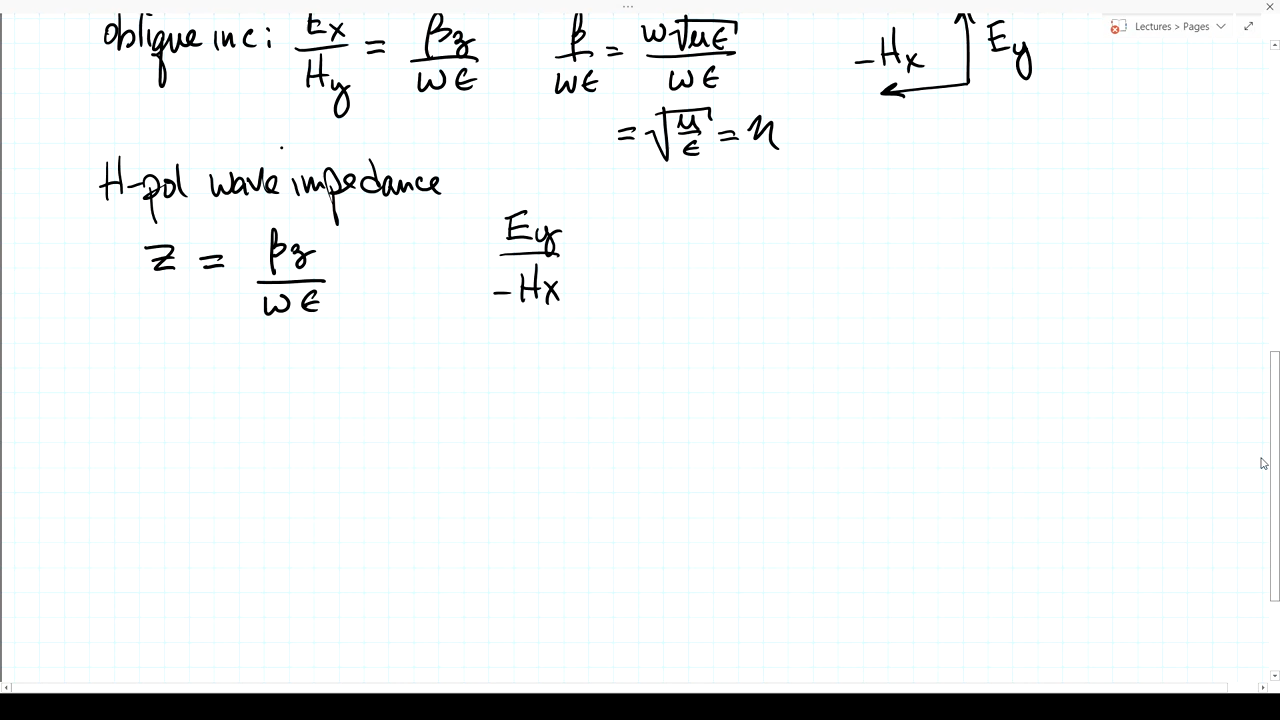 Lectures > Pages
oblique inc: Ex/Hy = βz/ωϵ β/ωϵ = ω√μϵ/ωϵ -Hx Ey
= √μ/ϵ = η
H-pol wave impedance
Z = βz/ωϵ Ey/-Hx